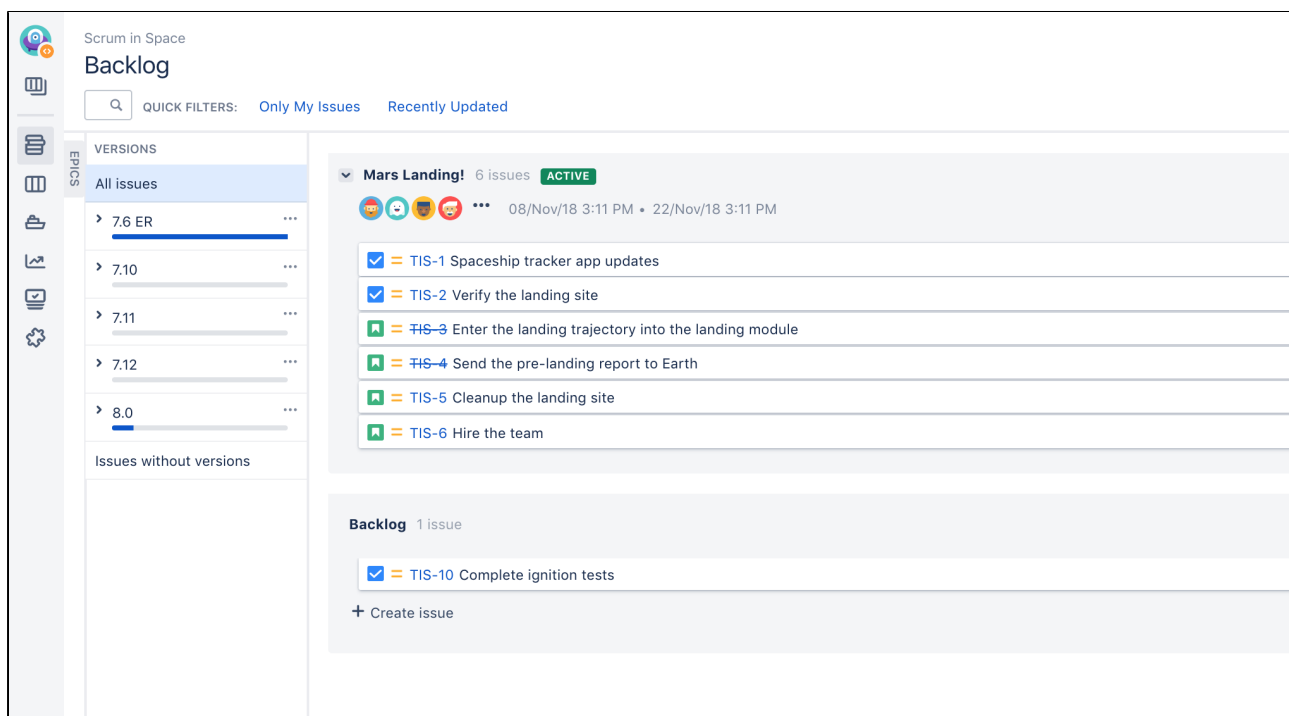 Scrum in Space
Backlog
QUICK FILTERS: Only My Issues Recently Updated
EPICS
VERSIONS
All issues
7.6 ER
7.10
7.11
7.12
8.0
Issues without versions
Mars Landing! 6 issues ACTIVE
08/Nov/18 3:11 PM • 22/Nov/18 3:11 PM
TIS-1 Spaceship tracker app updates
TIS-2 Verify the landing site
TIS-3 Enter the landing trajectory into the landing module
TIS-4 Send the pre-landing report to Earth
TIS-5 Cleanup the landing site
TIS-6 Hire the team
Backlog 1 issue
TIS-10 Complete ignition tests
+ Create issue